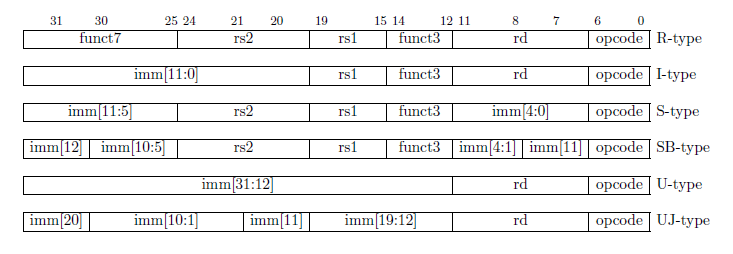 31 30 25 24 21 20 19 15 14 12 11 8 7 6 0
funct7 rs2 rs1 funct3 rd opcode R-type
imm[11:0] rs1 funct3 rd opcode I-type
imm[11:5] rs2 rs1 funct3 imm[4:0] opcode S-type
imm[12] imm[10:5] rs2 rs1 funct3 imm[4:1] imm[11] opcode SB-type
imm[31:12] rd opcode U-type
imm[20] imm[10:1] imm[11] imm[19:12] rd opcode UJ-type